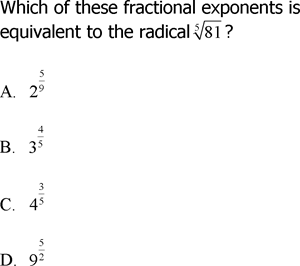 Which of these fractional exponents is
equivalent to the radical ⁵√81 ?
A. 2^(5/9)
B. 3^(4/5)
C. 4^(3/5)
D. 9^(5/2)